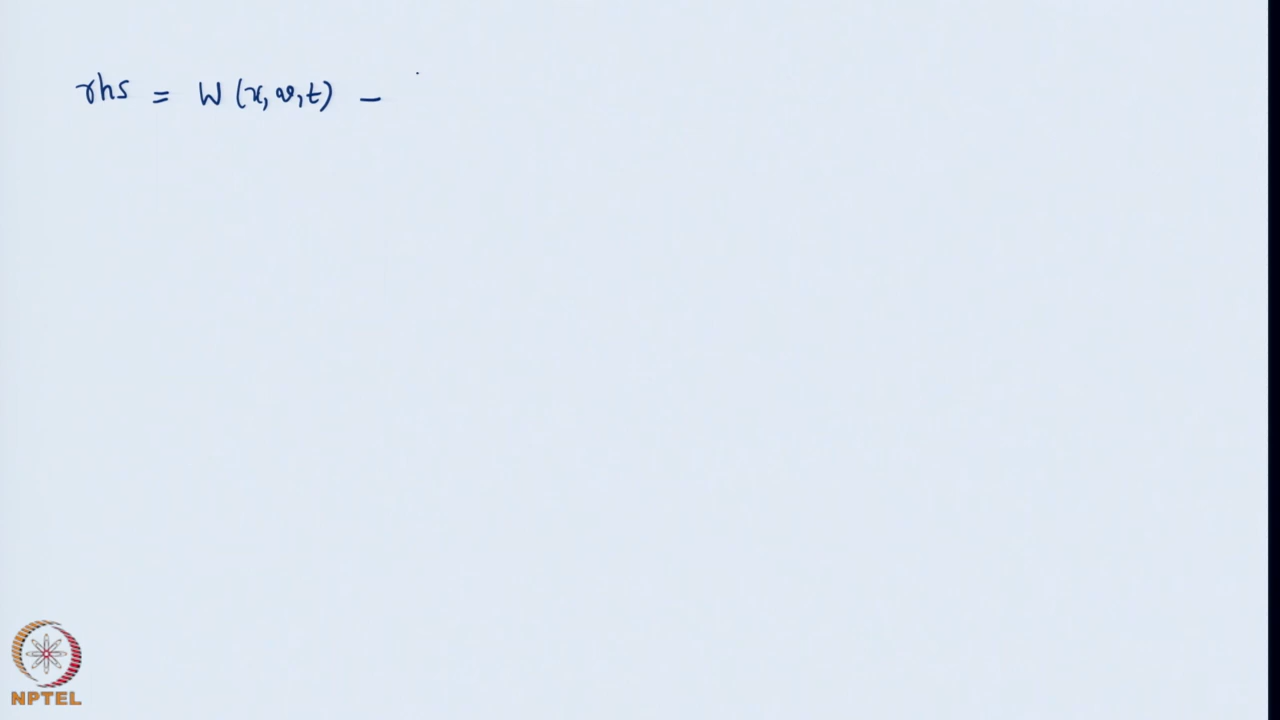 rhs = W (x, v, t) −
NPTEL